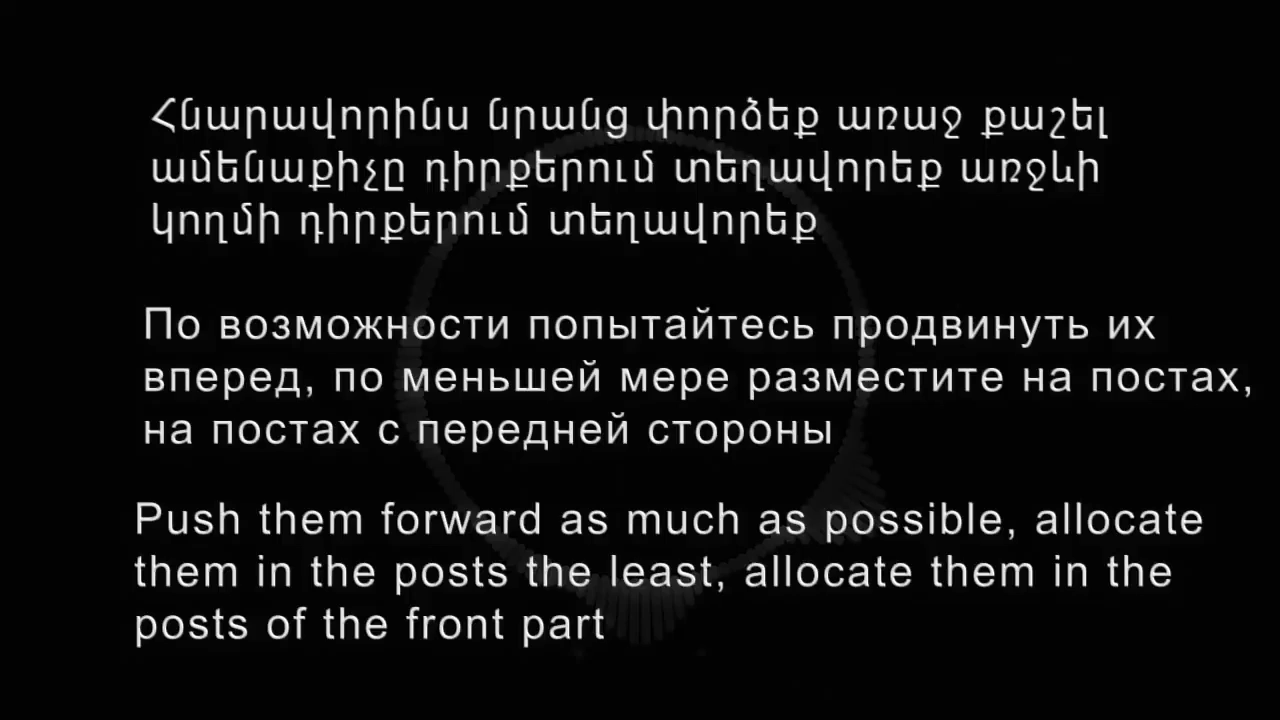 Հնարավորինս նրանց փորձեք առաջ քաշել
ամենաքիչը դիրքերում տեղավորեք առջևի
կողմի դիրքերում տեղավորեք
По возможности попытайтесь продвинуть их
вперед, по меньшей мере разместите на постах,
на постах с передней стороны
Push them forward as much as possible, allocate
them in the posts the least, allocate them in the
posts of the front part